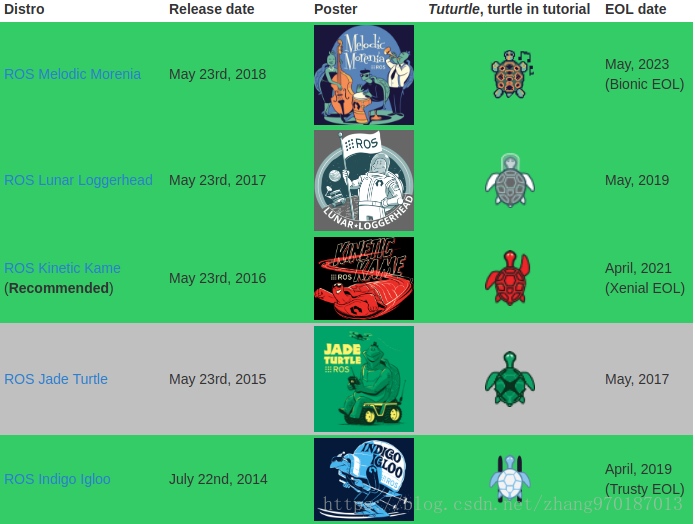 Distro Release date Poster Tuturtle, turtle in tutorial EOL date
ROS Melodic Morenia May 23rd, 2018 Melodic Morenia ROS May, 2023
(Bionic EOL)
ROS Lunar Loggerhead May 23rd, 2017 ROS LUNAR LOGGERHEAD May, 2019
ROS Kinetic Kame May 23rd, 2016 KINETIC KAME ROS April, 2021
(Recommended) (Xenial EOL)
ROS Jade Turtle May 23rd, 2015 JADE TURTLE ROS May, 2017
ROS Indigo Igloo July 22nd, 2014 INDIGO IGLOO ROS April, 2019
(Trusty EOL)
https://blog.csdn.net/zhang970187013